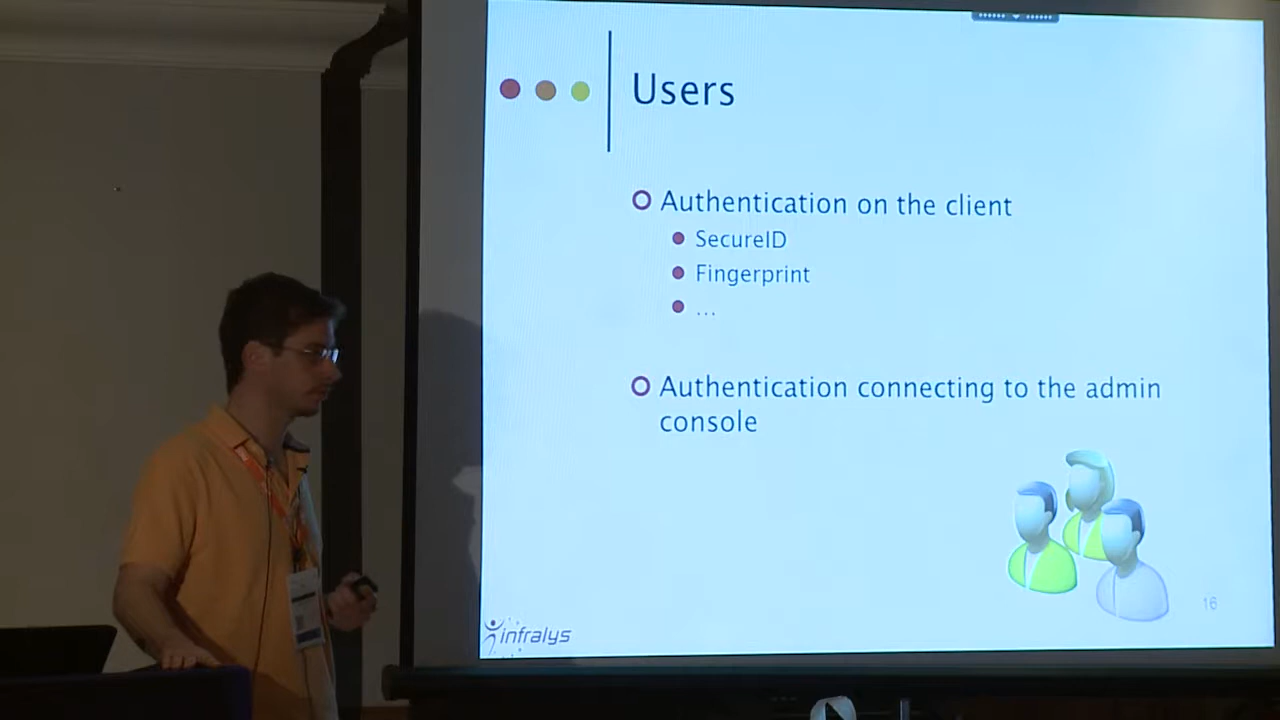 Users
Authentication on the client
SecureID
Fingerprint
...
Authentication connecting to the admin
console
16
infralys